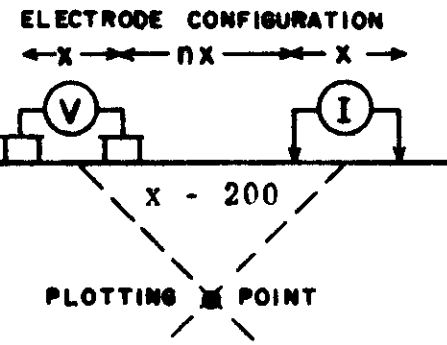 ELECTRODE CONFIGURATION
x nx x
V I
x - 200
PLOTTING POINT